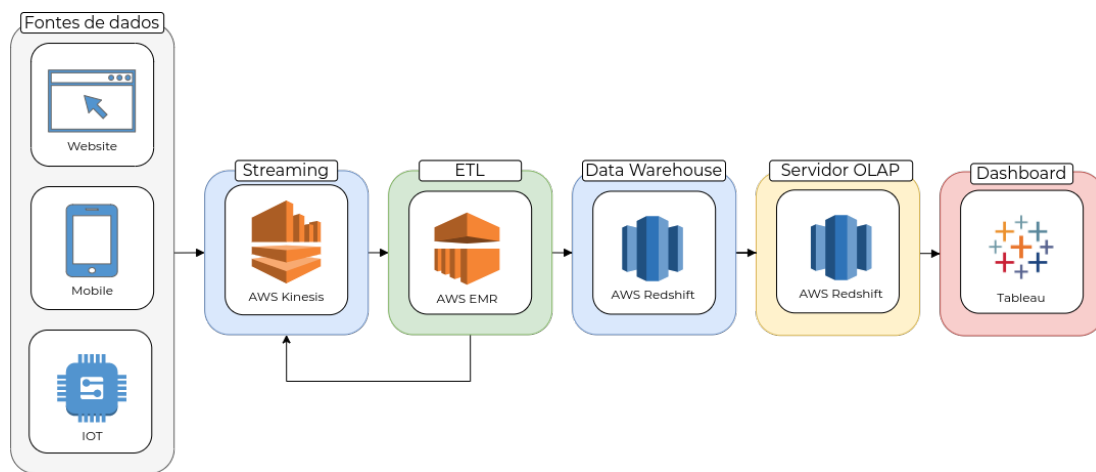 Fontes de dados
Website
Mobile
IOT
Streaming
AWS Kinesis
ETL
AWS EMR
Data Warehouse
AWS Redshift
Servidor OLAP
AWS Redshift
Dashboard
Tableau